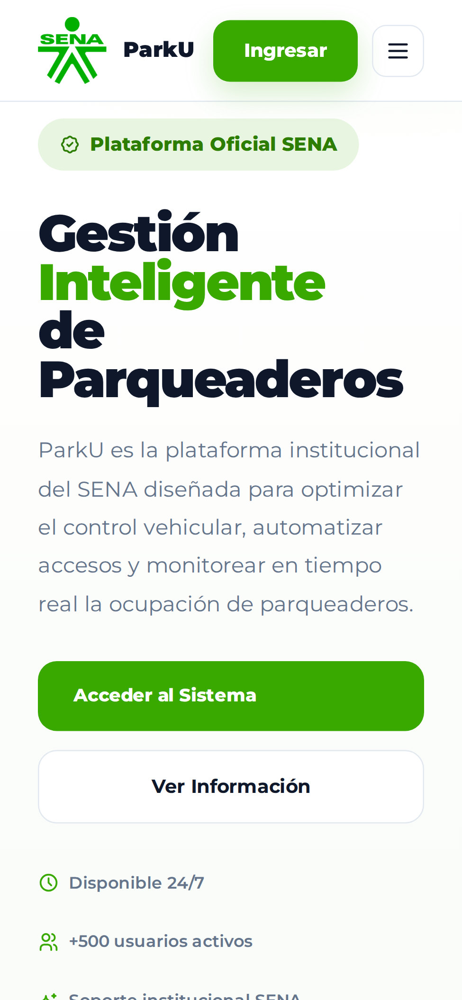 SENA
ParkU
Ingresar
Plataforma Oficial SENA
Gestión
Inteligente
de
Parqueaderos
ParkU es la plataforma institucional
del SENA diseñada para optimizar
el control vehicular, automatizar
accesos y monitorear en tiempo
real la ocupación de parqueaderos.
Acceder al Sistema
Ver Información
Disponible 24/7
+500 usuarios activos
Soporte institucional SENA